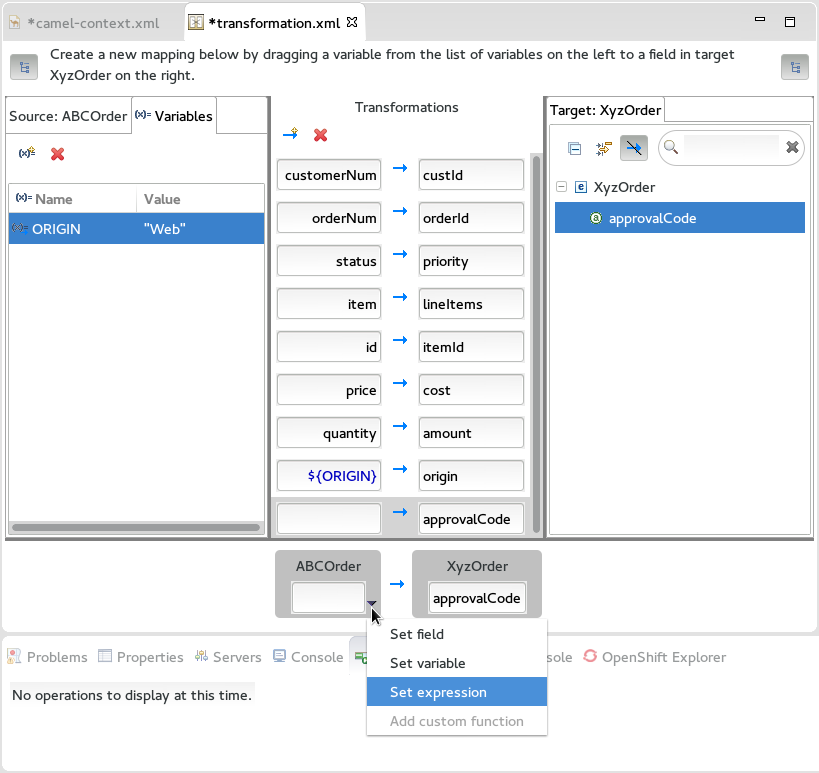 *camel-context.xml
*transformation.xml
Create a new mapping below by dragging a variable from the list of variables on the left to a field in target
XyzOrder on the right.
Source: ABCOrder
(x)= Variables
Transformations
Target: XyzOrder
(x)= Name
Value
ORIGIN
"Web"
customerNum
custId
orderNum
orderId
status
priority
item
lineItems
id
itemId
price
cost
quantity
amount
${ORIGIN}
origin
approvalCode
XyzOrder
approvalCode
ABCOrder
XyzOrder
approvalCode
Set field
Set variable
Set expression
Add custom function
Problems
Properties
Servers
Console
sole
OpenShift Explorer
No operations to display at this time.